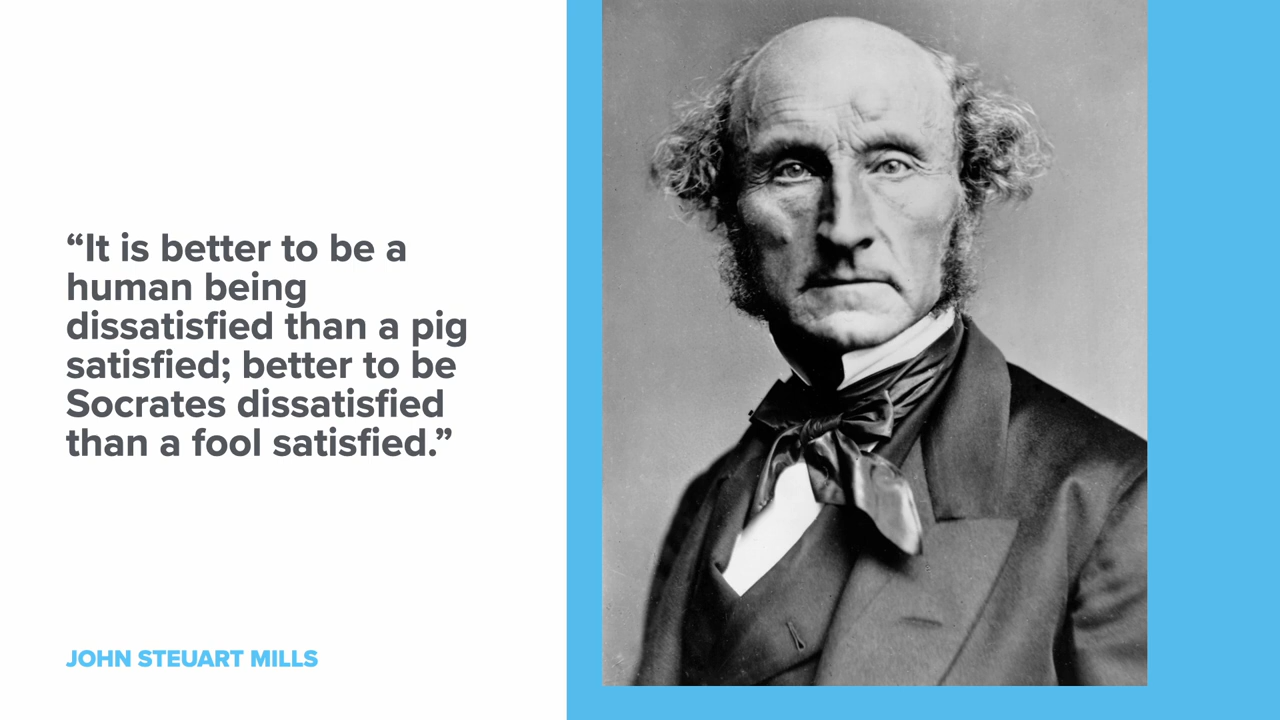 “It is better to be a
human being
dissatisfied than a pig
satisfied; better to be
Socrates dissatisfied
than a fool satisfied.”
JOHN STEUART MILLS